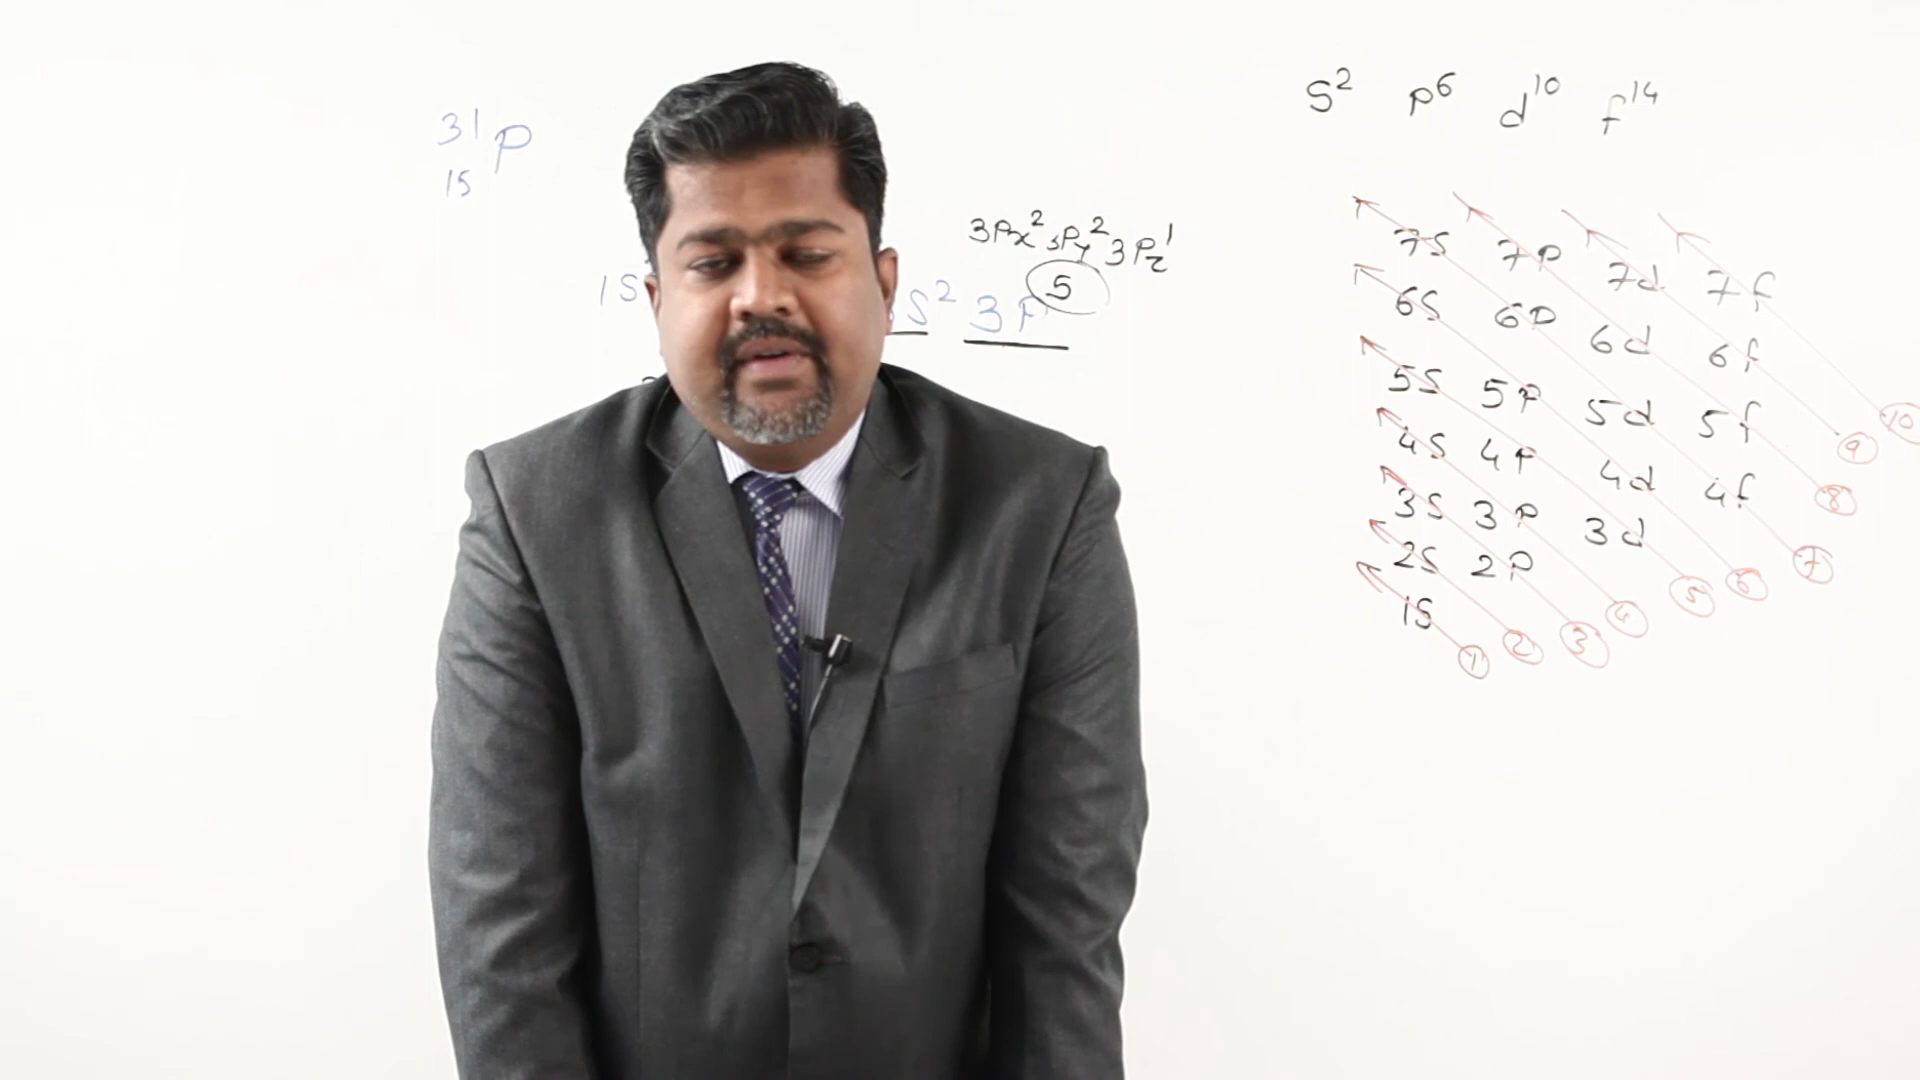 31
P
15
1S
S² 3P
3Px² 3Py² 3Pz¹
5
S² P⁶ d¹⁰ f¹⁴
7S 7P 7d 7f
6S 6P 6d 6f
5S 5P 5d 5f
4S 4P 4d 4f
3S 3P 3d
2S 2P
1S
1 2 3 4 5 6 7 8 9 10